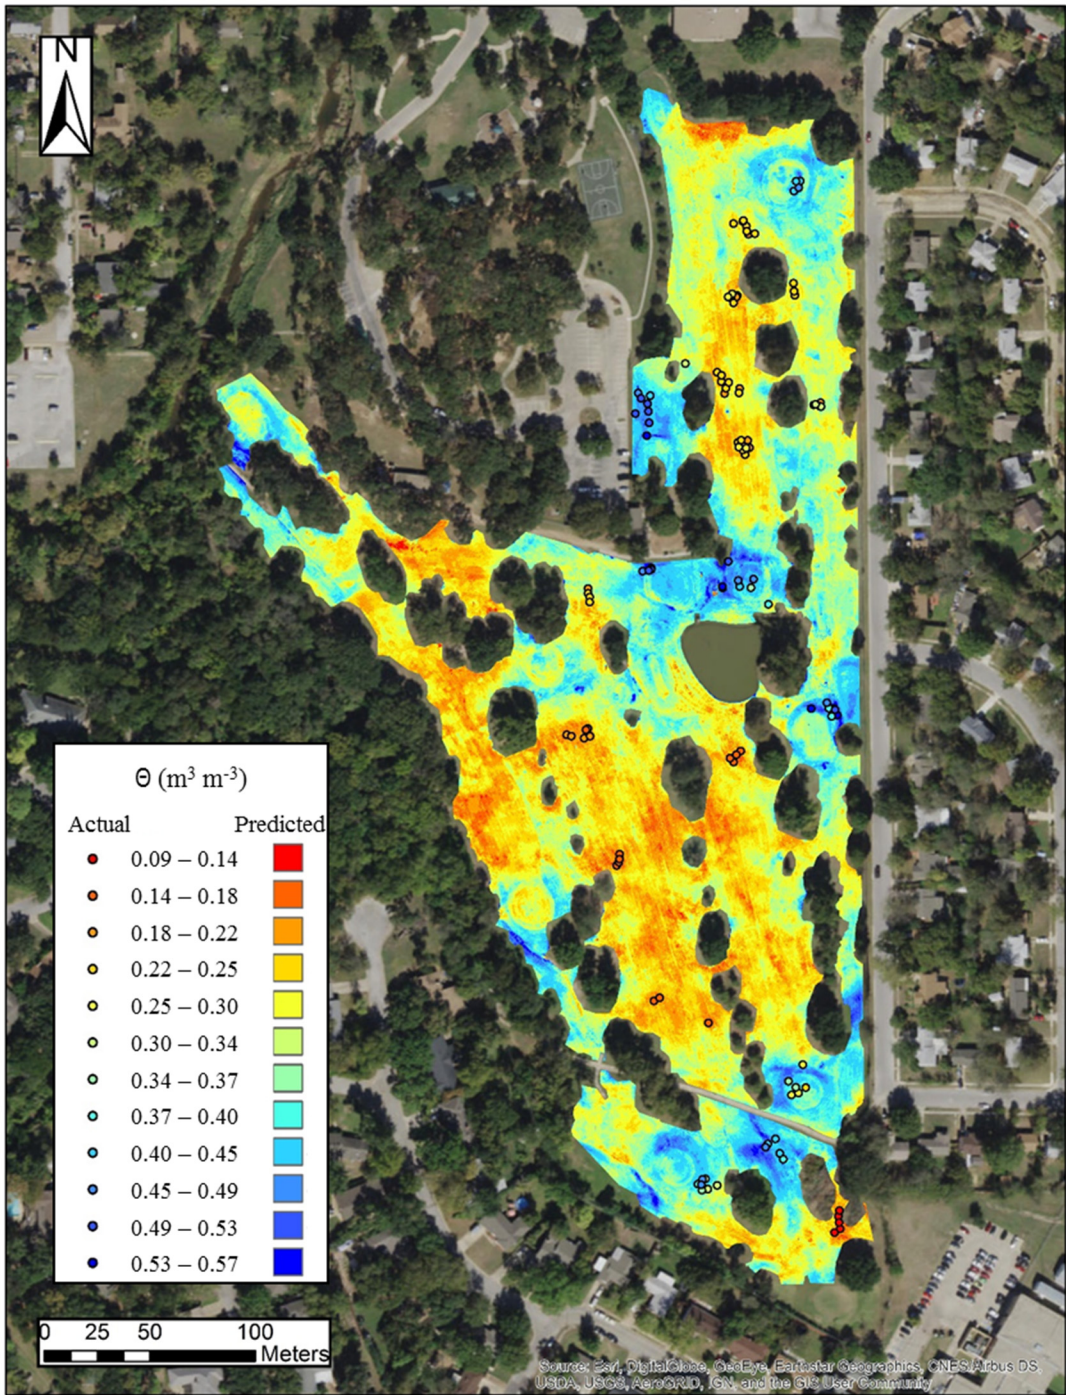 N
Θ (m³ m⁻³)
Actual Predicted
0.09 – 0.14
0.14 – 0.18
0.18 – 0.22
0.22 – 0.25
0.25 – 0.30
0.30 – 0.34
0.34 – 0.37
0.37 – 0.40
0.40 – 0.45
0.45 – 0.49
0.49 – 0.53
0.53 – 0.57
0 25 50 100
Meters
Source: Esri, DigitalGlobe, GeoEye, Earthstar Geographics, CNES/Airbus DS,
USDA, USGS, AeroGRID, IGN, and the GIS User Community